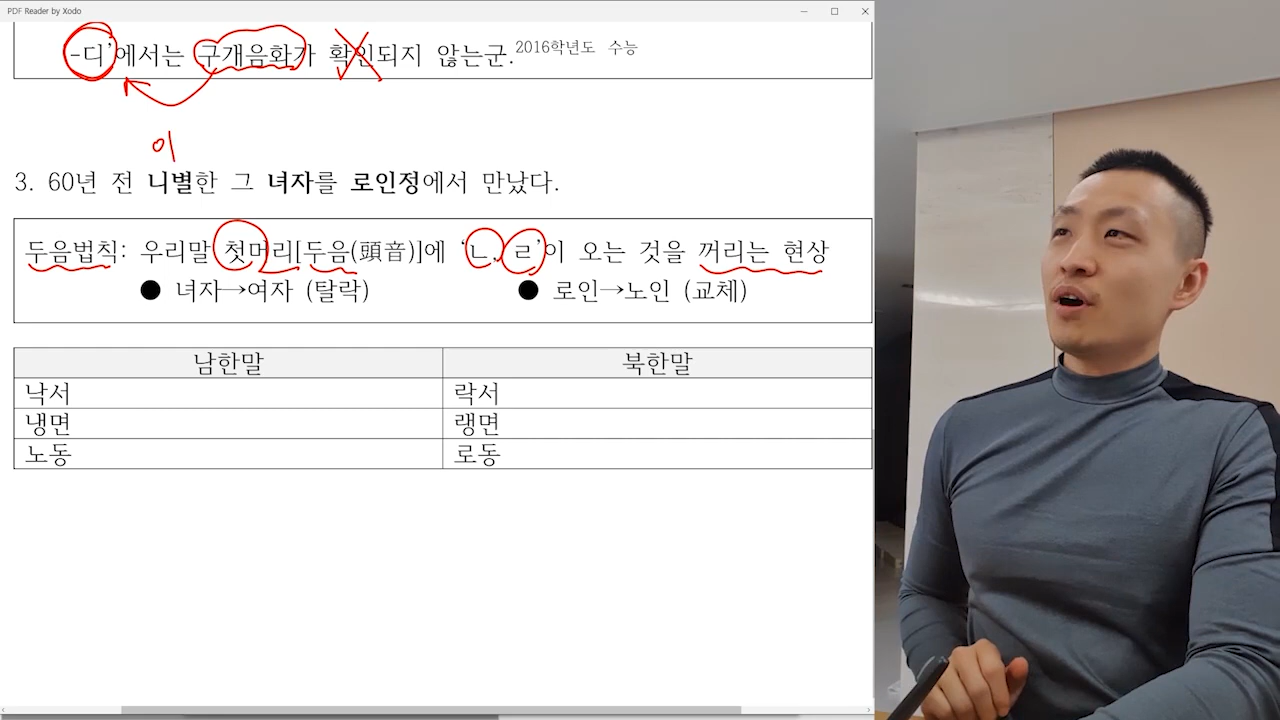 PDF Reader by Xodo
-디'에서는 구개음화가 확인되지 않는군.2016학년도 수능
이
3. 60년 전 니별한 그 녀자를 로인정에서 만났다.
두음법칙: 우리말 첫머리[두음(頭音)]에 'ㄴ, ㄹ'이 오는 것을 꺼리는 현상
● 녀자→여자 (탈락) ● 로인→노인 (교체)
남한말 북한말
낙서 락서
냉면 랭면
노동 로동